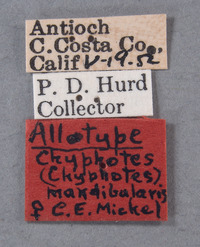 Antioch
C. Costa Co.,
Calif V-19.52
P. D. Hurd
Collector
Allotype
Chyphotes
(Chyphotes)
mandibularis
♀ C.E. Mickel